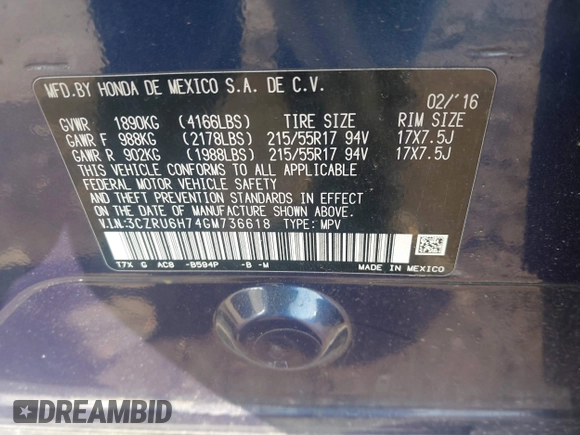 MFD.BY HONDA DE MEXICO S.A. DE C.V.
02/'16
GVWR 1890KG (4166LBS) TIRE SIZE RIM SIZE
GAWR F 988KG (2178LBS) 215/55R17 94V 17X7.5J
GAWR R 902KG (1988LBS) 215/55R17 94V 17X7.5J
THIS VEHICLE CONFORMS TO ALL APPLICABLE
FEDERAL MOTOR VEHICLE SAFETY
AND THEFT PREVENTION STANDARDS IN EFFECT
ON THE DATE OF MANUFACTURE SHOWN ABOVE.
V.I.N:3CZRU6H74GM736618 TYPE: MPV
T7X G AC8 -B594P -B -M
MADE IN MEXICO
DREAMBID